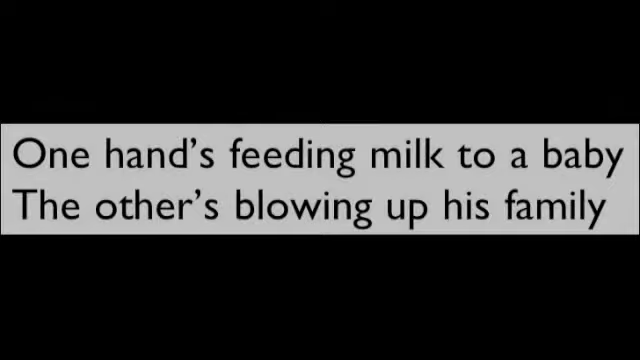 One hand’s feeding milk to a baby
The other’s blowing up his family